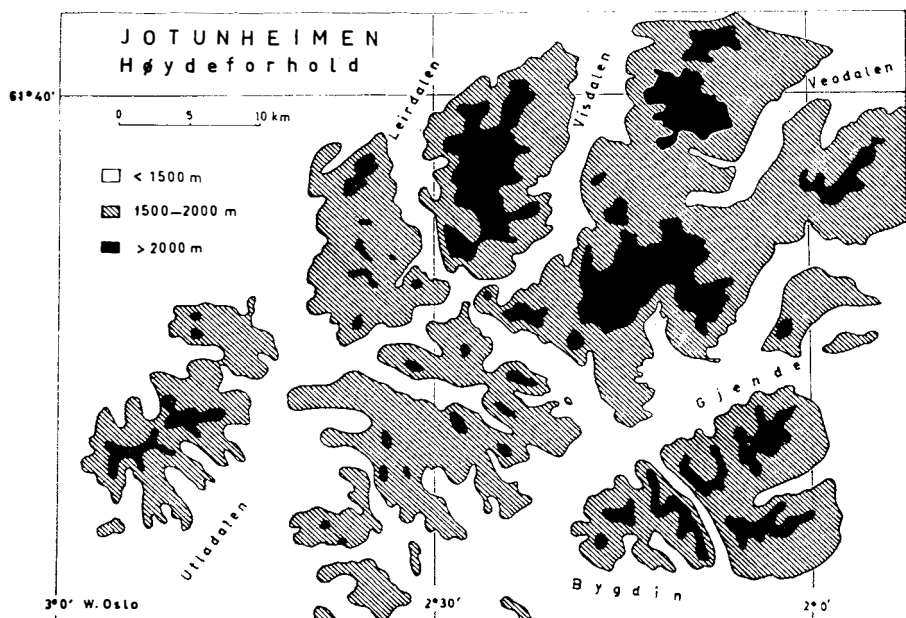 JOTUNHEIMEN
Høydeforhold
61°40'
0 5 10 km
< 1500 m
1500–2000 m
> 2000 m
Leirdalen
Visdalen
Veodalen
Gjende
Utladalen
Bygdin
3°0' W. Oslo
2°30'
2°0'